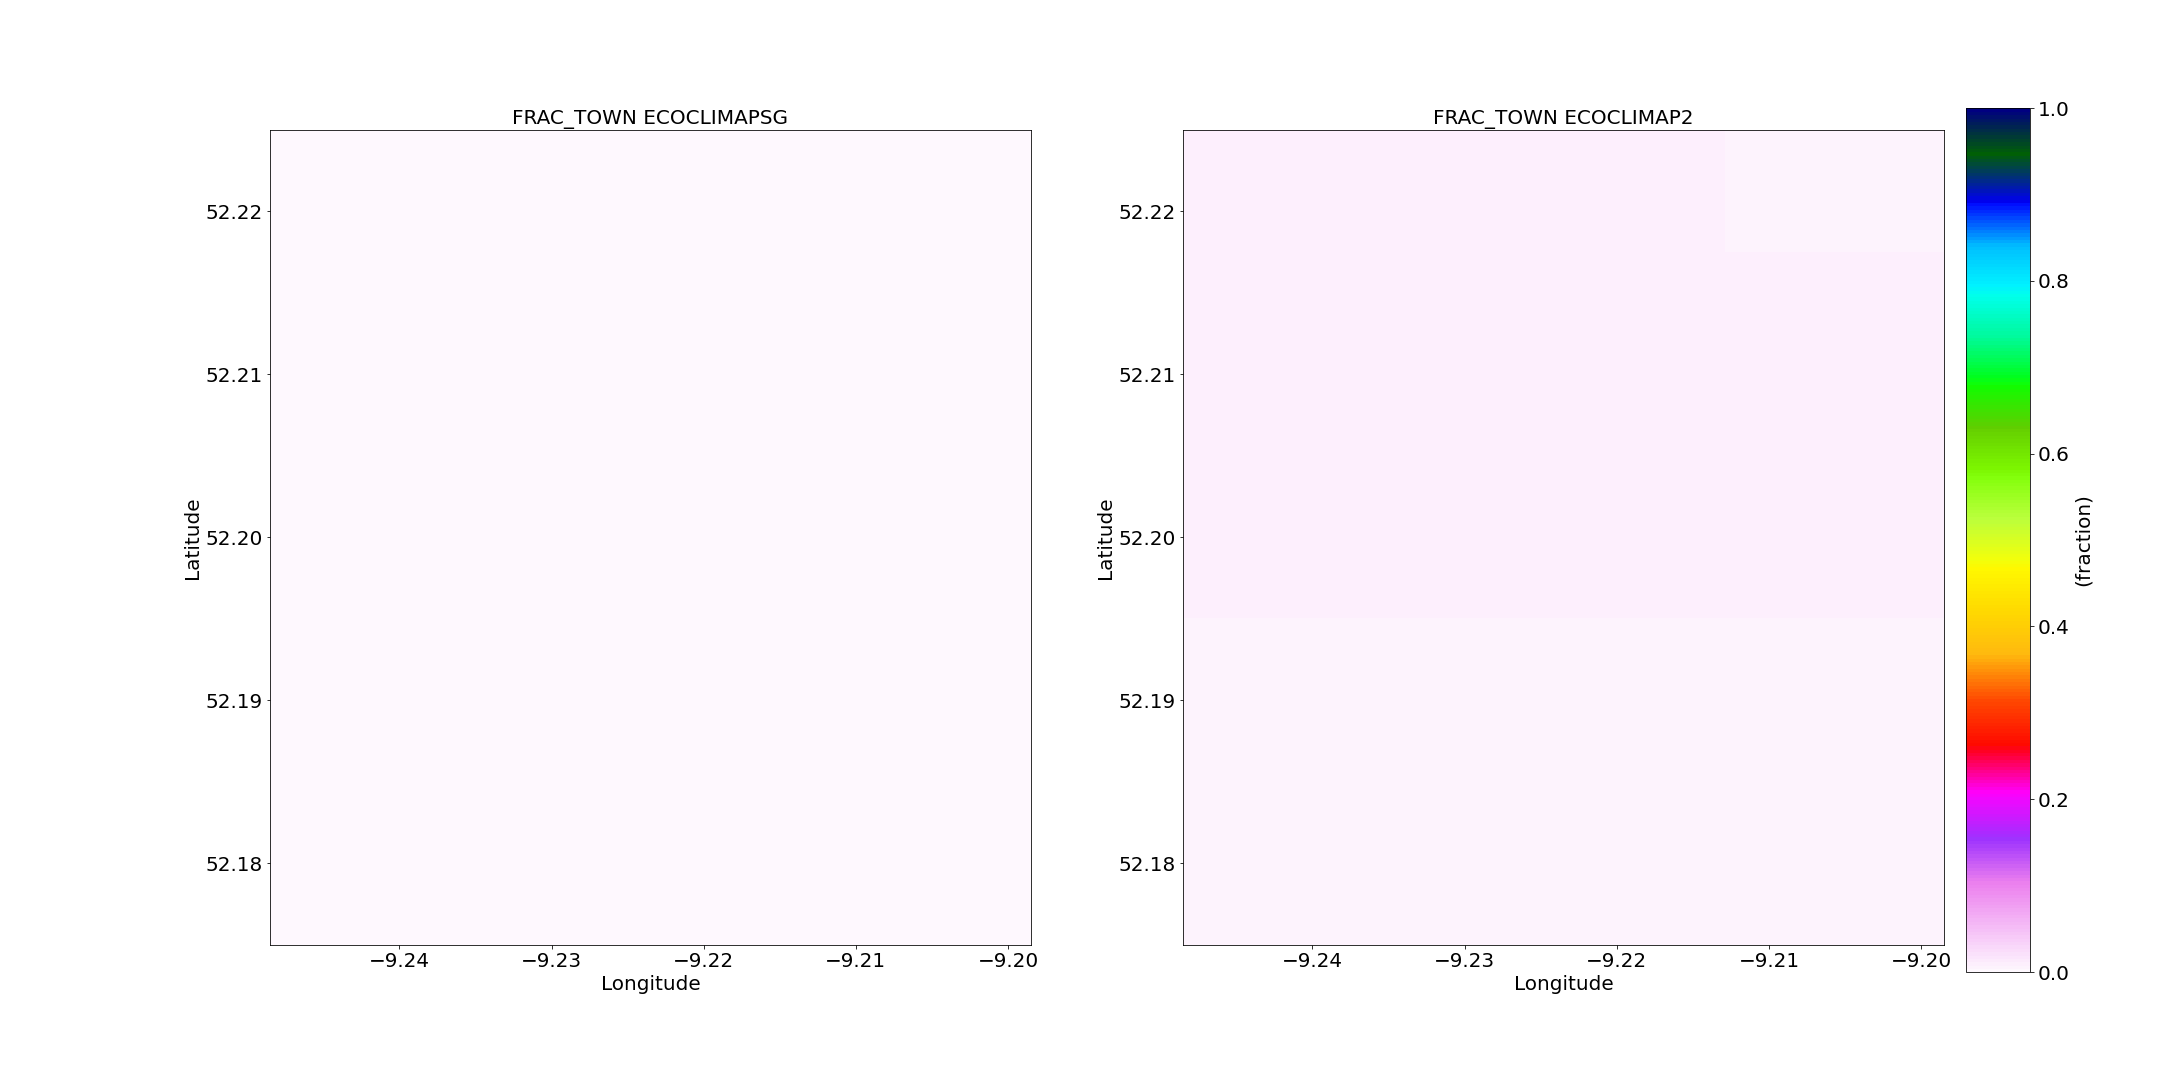 FRAC_TOWN ECOCLIMAPSG
52.22
52.21
52.20
52.19
52.18
Latitude
−9.24 −9.23 −9.22 −9.21 −9.20
Longitude
FRAC_TOWN ECOCLIMAP2
52.22
52.21
52.20
52.19
52.18
Latitude
−9.24 −9.23 −9.22 −9.21 −9.20
Longitude
1.0
0.8
0.6
0.4
0.2
0.0
(fraction)